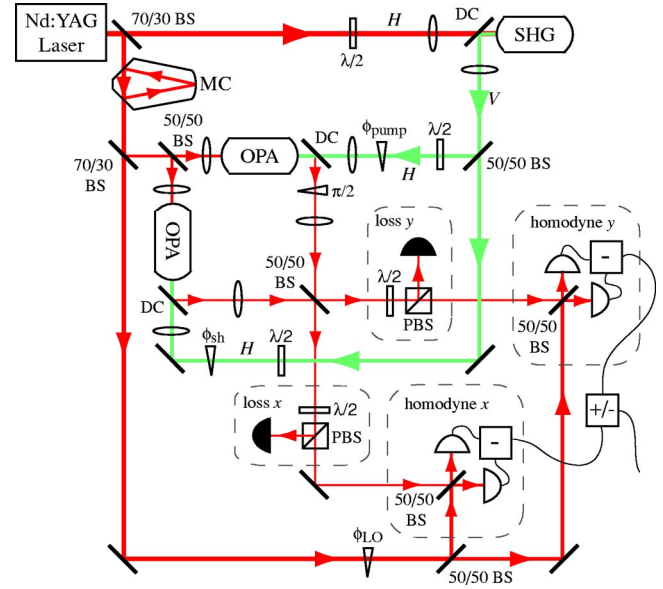 Nd:YAG
Laser
70/30 BS
λ/2
H
DC
SHG
MC
V
50/50
BS
70/30
BS
OPA
DC
ϕpump
λ/2
H
50/50 BS
π/2
OPA
loss y
homodyne y
50/50
BS
λ/2
PBS
-
50/50
BS
DC
ϕsh
H
λ/2
loss x
λ/2
PBS
homodyne x
-
+/-
50/50
BS
ϕLO
50/50 BS